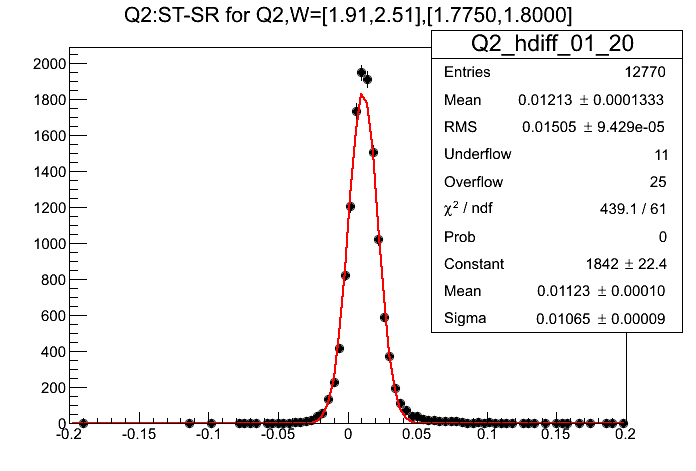 Q2:ST-SR for Q2,W=[1.91,2.51],[1.7750,1.8000]
Q2_hdiff_01_20
Entries 12770
Mean 0.01213 ± 0.0001333
RMS 0.01505 ± 9.429e-05
Underflow 11
Overflow 25
χ² / ndf 439.1 / 61
Prob 0
Constant 1842 ± 22.4
Mean 0.01123 ± 0.00010
Sigma 0.01065 ± 0.00009
2000
1800
1600
1400
1200
1000
800
600
400
200
0
-0.2 -0.15 -0.1 -0.05 0 0.05 0.1 0.15 0.2